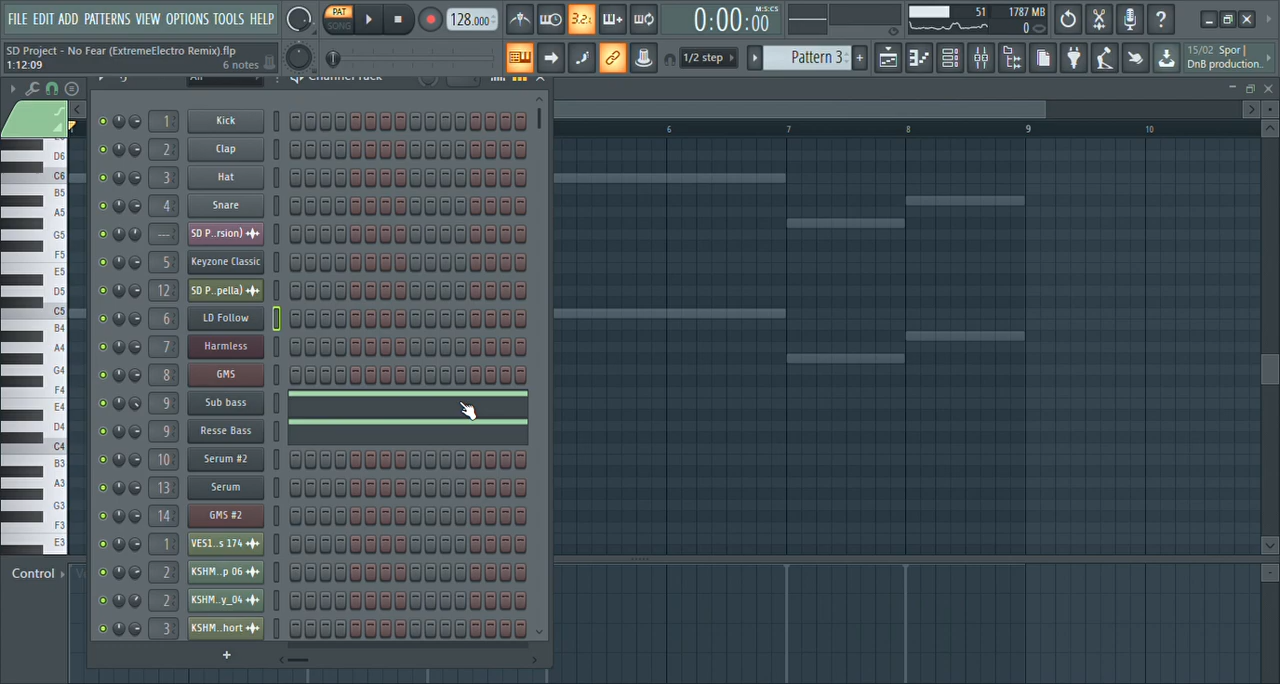 FILE EDIT ADD PATTERNS VIEW OPTIONS TOOLS HELP
PAT
SONG
128.000
3.2
0:00:00
M:S:CS
51
1787 MB
0
SD Project - No Fear (ExtremeElectro Remix).flp
1:12:09
6 notes
1/2 step
Pattern 3
15/02 Spor |
DnB production..
All
Channel rack
1 Kick
2 Clap
3 Hat
4 Snare
--- SD P..rsion)
5 Keyzone Classic
12 SD P..pella)
6 LD Follow
7 Harmless
8 GMS
9 Sub bass
9 Resse Bass
10 Serum #2
13 Serum
14 GMS #2
1 VES1..s 174
2 KSHM..p 06
2 KSHM..y_04
3 KSHM..hort
+
6 7 8 9 10
D6
C6
B5
A5
G5
F5
E5
D5
C5
B4
A4
G4
F4
E4
D4
C4
B3
A3
G3
F3
E3
Control